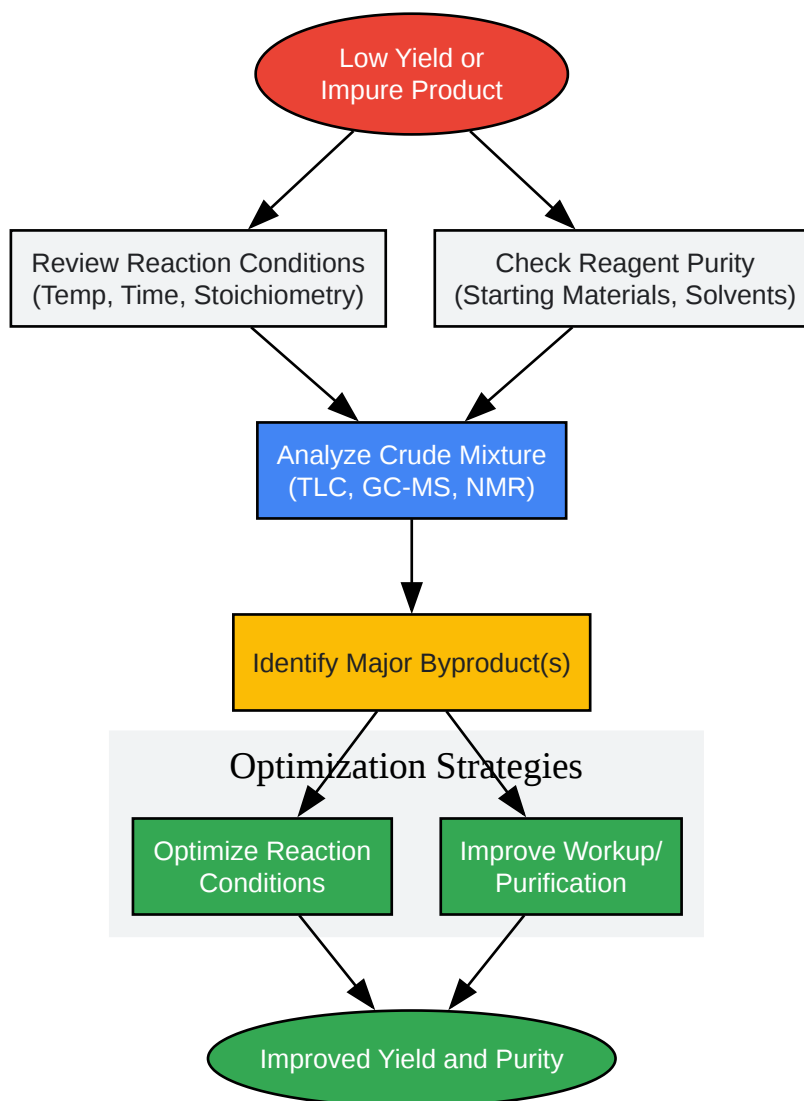 Low Yield or
Impure Product
Review Reaction Conditions
(Temp, Time, Stoichiometry)
Check Reagent Purity
(Starting Materials, Solvents)
Analyze Crude Mixture
(TLC, GC-MS, NMR)
Identify Major Byproduct(s)
Optimization Strategies
Optimize Reaction
Conditions
Improve Workup/
Purification
Improved Yield and Purity